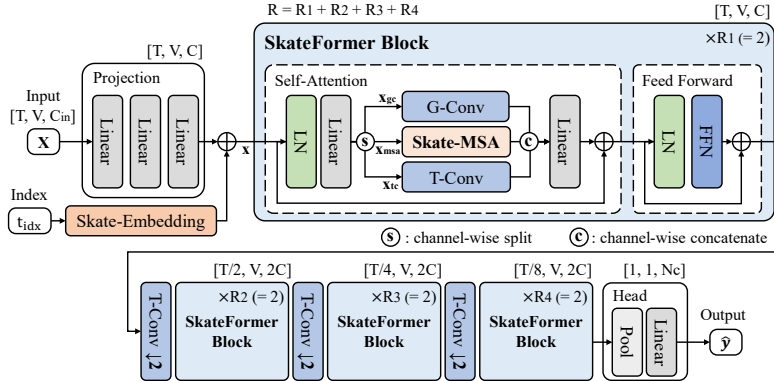 R = R1 + R2 + R3 + R4
[T, V, C]
[T, V, C]
SkateFormer Block
×R1 (= 2)
Projection
Self-Attention
Feed Forward
Input
[T, V, Cin]
X
Linear
Linear
Linear
x
LN
Linear
s
xgc
xmsa
xtc
G-Conv
Skate-MSA
T-Conv
c
Linear
LN
FFN
Index
tidx
Skate-Embedding
s : channel-wise split
c : channel-wise concatenate
[T/2, V, 2C]
[T/4, V, 2C]
[T/8, V, 2C]
[1, 1, Nc]
T-Conv ↓2
×R2 (= 2)
SkateFormer
Block
T-Conv ↓2
×R3 (= 2)
SkateFormer
Block
T-Conv ↓2
×R4 (= 2)
SkateFormer
Block
Head
Pool
Linear
Output
ŷ